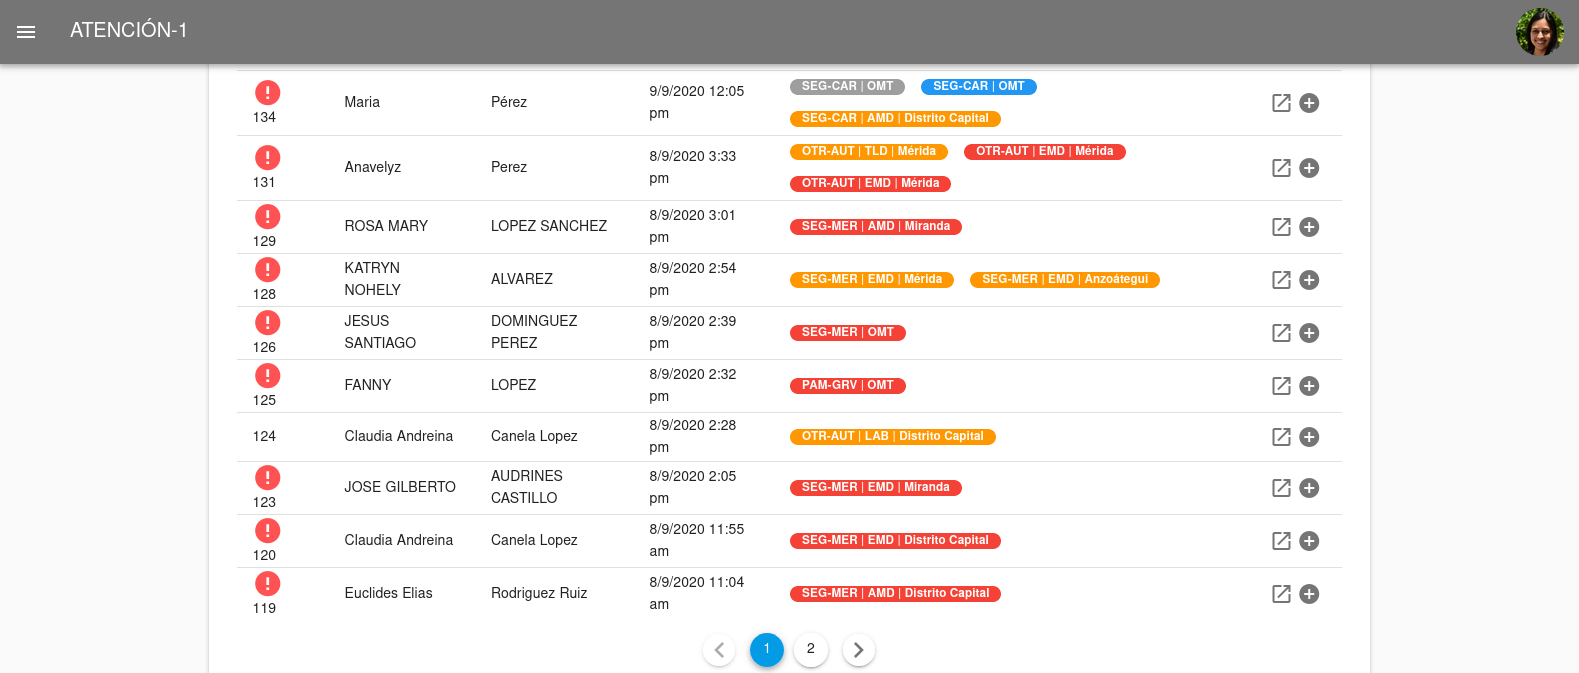 ATENCIÓN-1
134 Maria Pérez 9/9/2020 12:05 pm SEG-CAR | OMT SEG-CAR | OMT
SEG-CAR | AMD | Distrito Capital
131 Anavelyz Perez 8/9/2020 3:33 pm OTR-AUT | TLD | Mérida OTR-AUT | EMD | Mérida
OTR-AUT | EMD | Mérida
129 ROSA MARY LOPEZ SANCHEZ 8/9/2020 3:01 pm SEG-MER | AMD | Miranda
128 KATRYN NOHELY ALVAREZ 8/9/2020 2:54 pm SEG-MER | EMD | Mérida SEG-MER | EMD | Anzoátegui
126 JESUS SANTIAGO DOMINGUEZ PEREZ 8/9/2020 2:39 pm SEG-MER | OMT
125 FANNY LOPEZ 8/9/2020 2:32 pm PAM-GRV | OMT
124 Claudia Andreina Canela Lopez 8/9/2020 2:28 pm OTR-AUT | LAB | Distrito Capital
123 JOSE GILBERTO AUDRINES CASTILLO 8/9/2020 2:05 pm SEG-MER | EMD | Miranda
120 Claudia Andreina Canela Lopez 8/9/2020 11:55 am SEG-MER | EMD | Distrito Capital
119 Euclides Elias Rodriguez Ruiz 8/9/2020 11:04 am SEG-MER | AMD | Distrito Capital
1 2